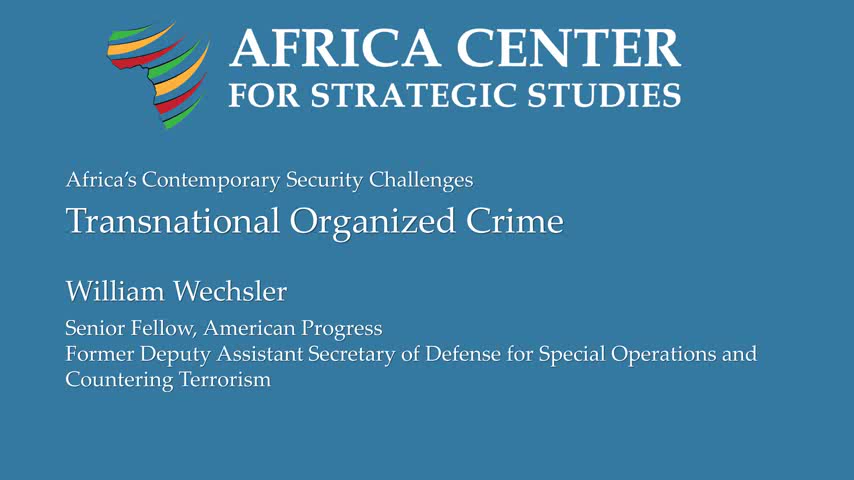 AFRICA CENTER
FOR STRATEGIC STUDIES
Africa’s Contemporary Security Challenges
Transnational Organized Crime
William Wechsler
Senior Fellow, American Progress
Former Deputy Assistant Secretary of Defense for Special Operations and
Countering Terrorism